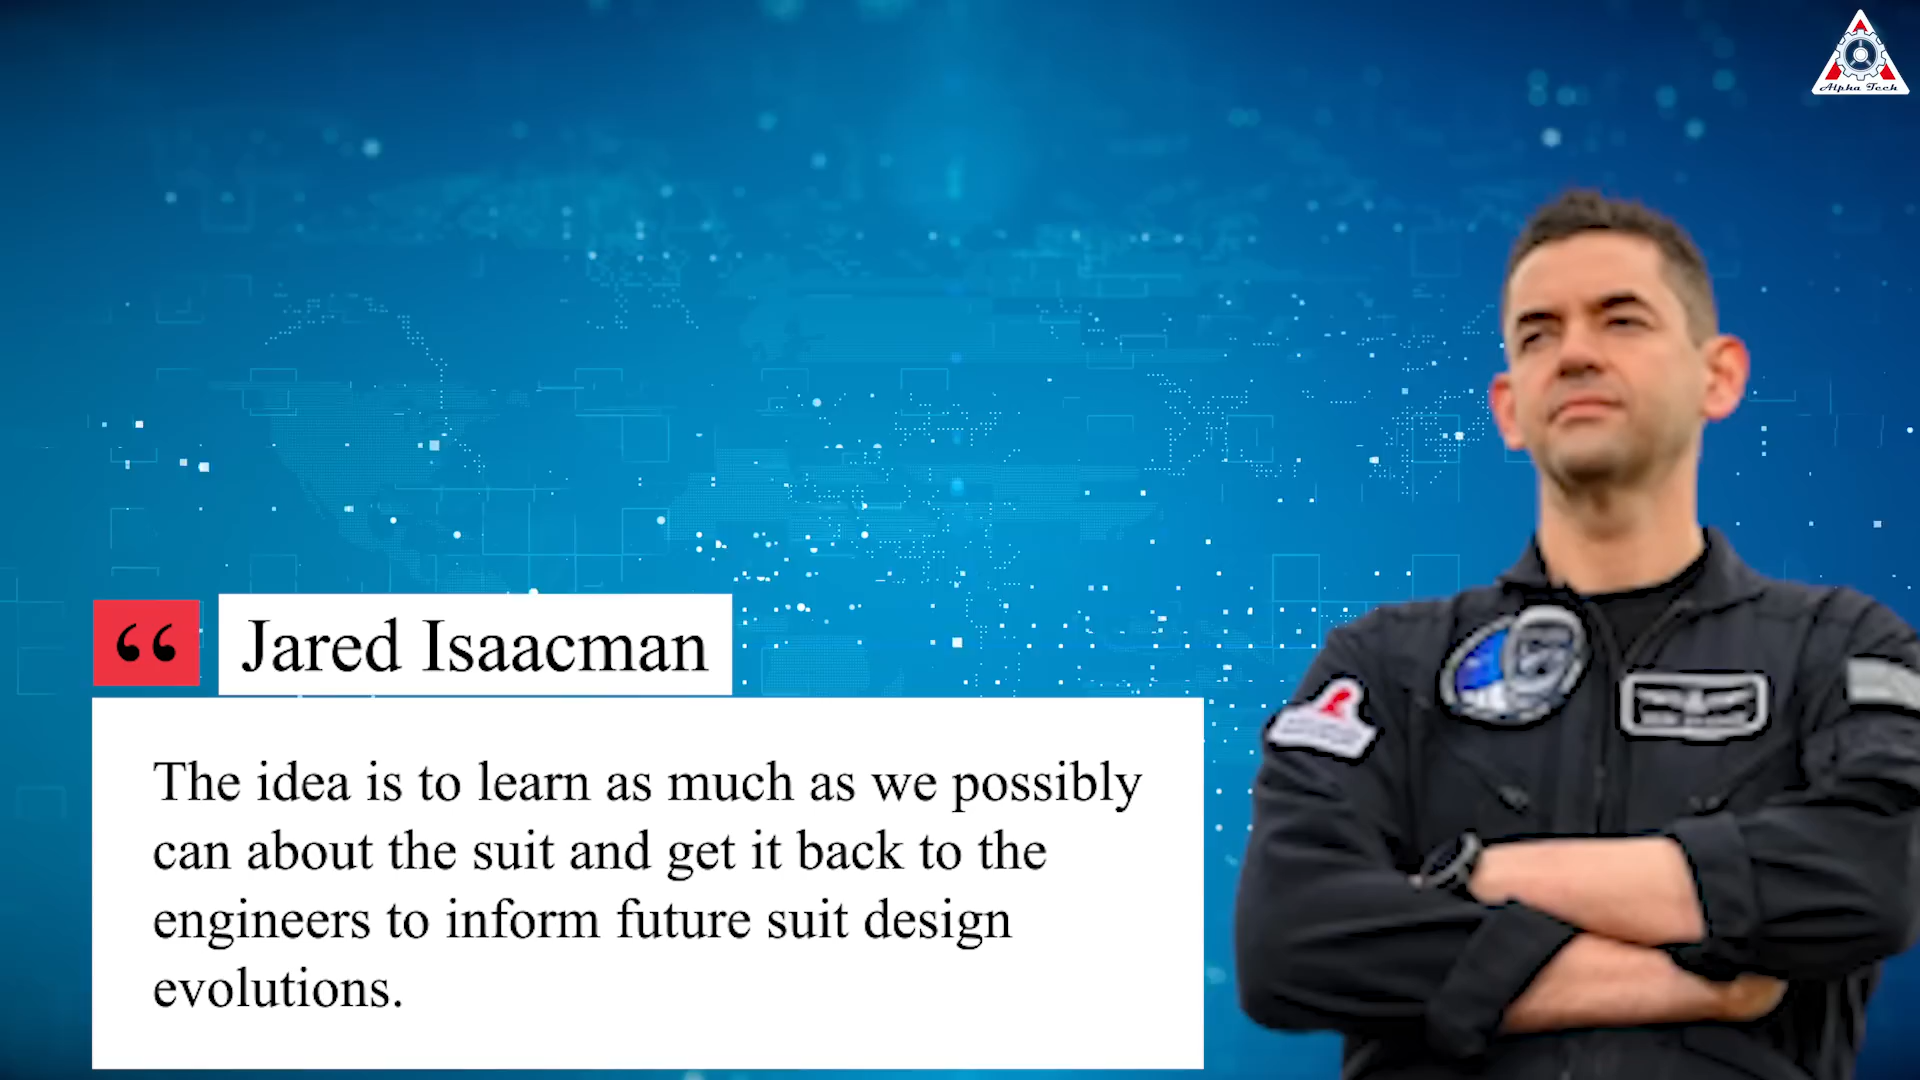 Alpha Tech
“
Jared Isaacman
The idea is to learn as much as we possibly
can about the suit and get it back to the
engineers to inform future suit design
evolutions.